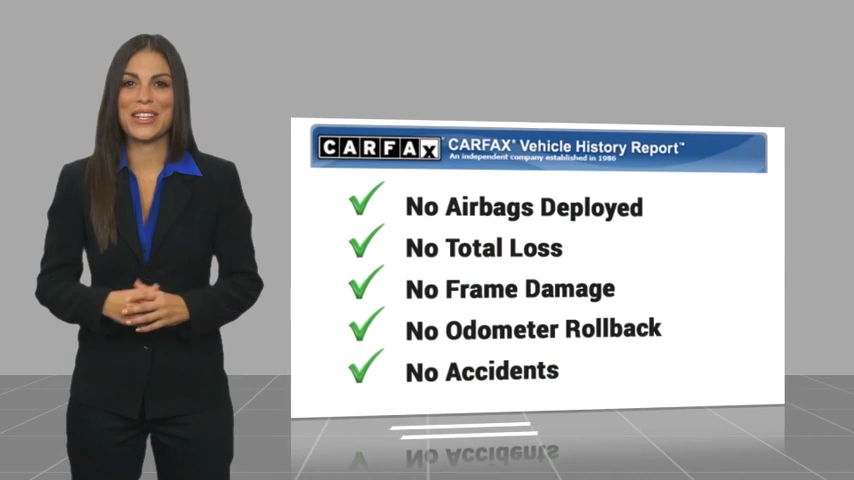 CARFAX CARFAX® Vehicle History Report™
An independent company established in 1986
No Airbags Deployed
No Total Loss
No Frame Damage
No Odometer Rollback
No Accidents
No Accidents